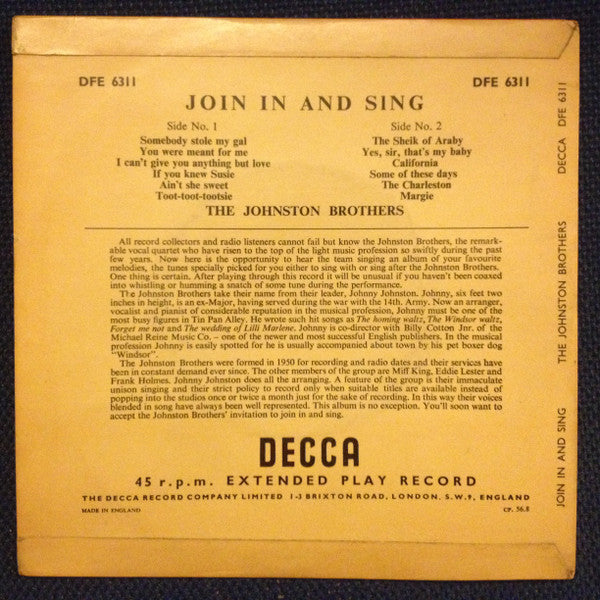 DFE 6311 DFE 6311
JOIN IN AND SING
Side No. 1 Side No. 2
Somebody stole my gal The Sheik of Araby
You were meant for me Yes, sir, that's my baby
I can't give you anything but love California
If you knew Susie Some of these days
Ain't she sweet The Charleston
Toot-toot-tootsie Margie
THE JOHNSTON BROTHERS
All record collectors and radio listeners cannot fail but know the Johnston Brothers, the remark-
able vocal quartet who have risen to the top of the light music profession so swiftly during the past
few years. Now here is the opportunity to hear the team singing an album of your favourite
melodies, the tunes specially picked for you either to sing with or sing after the Johnston Brothers.
One thing is certain. After playing through this record it will be unusual if you haven't been coaxed
into whistling or humming a snatch of some tune during the performance.
The Johnston Brothers take their name from their leader, Johnny Johnston. Johnny, six feet two
inches in height, is an ex-Major, having served during the war with the 14th. Army. Now an arranger,
vocalist and pianist of considerable reputation in the musical profession, Johnny must be one of the
most busy figures in Tin Pan Alley. He wrote such hit songs as The homing waltz, The Windsor waltz,
Forget me not and The wedding of Lilli Marlene. Johnny is co-director with Billy Cotton Jnr. of the
Michael Reine Music Co. – one of the newer and most successful English publishers. In the musical
profession Johnny is easily spotted for he is usually accompanied about town by his pet boxer dog
"Windsor".
The Johnston Brothers were formed in 1950 for recording and radio dates and their services have
been in constant demand ever since. The other members of the group are Miff King, Eddie Lester and
Frank Holmes. Johnny Johnston does all the arranging. A feature of the group is their immaculate
unison singing and their strict policy to record only when suitable titles are available instead of
popping into the studios once or twice a month just for the sake of recording. In this way their voices
blended in song have always been well represented. This album is no exception. You'll soon want to
accept the Johnston Brothers' invitation to join in and sing.
DECCA
45 r.p.m. EXTENDED PLAY RECORD
THE DECCA RECORD COMPANY LIMITED 1-3 BRIXTON ROAD, LONDON, S.W.9, ENGLAND
MADE IN ENGLAND CP. 56.8
JOIN IN AND SING THE JOHNSTON BROTHERS DECCA DFE 6311